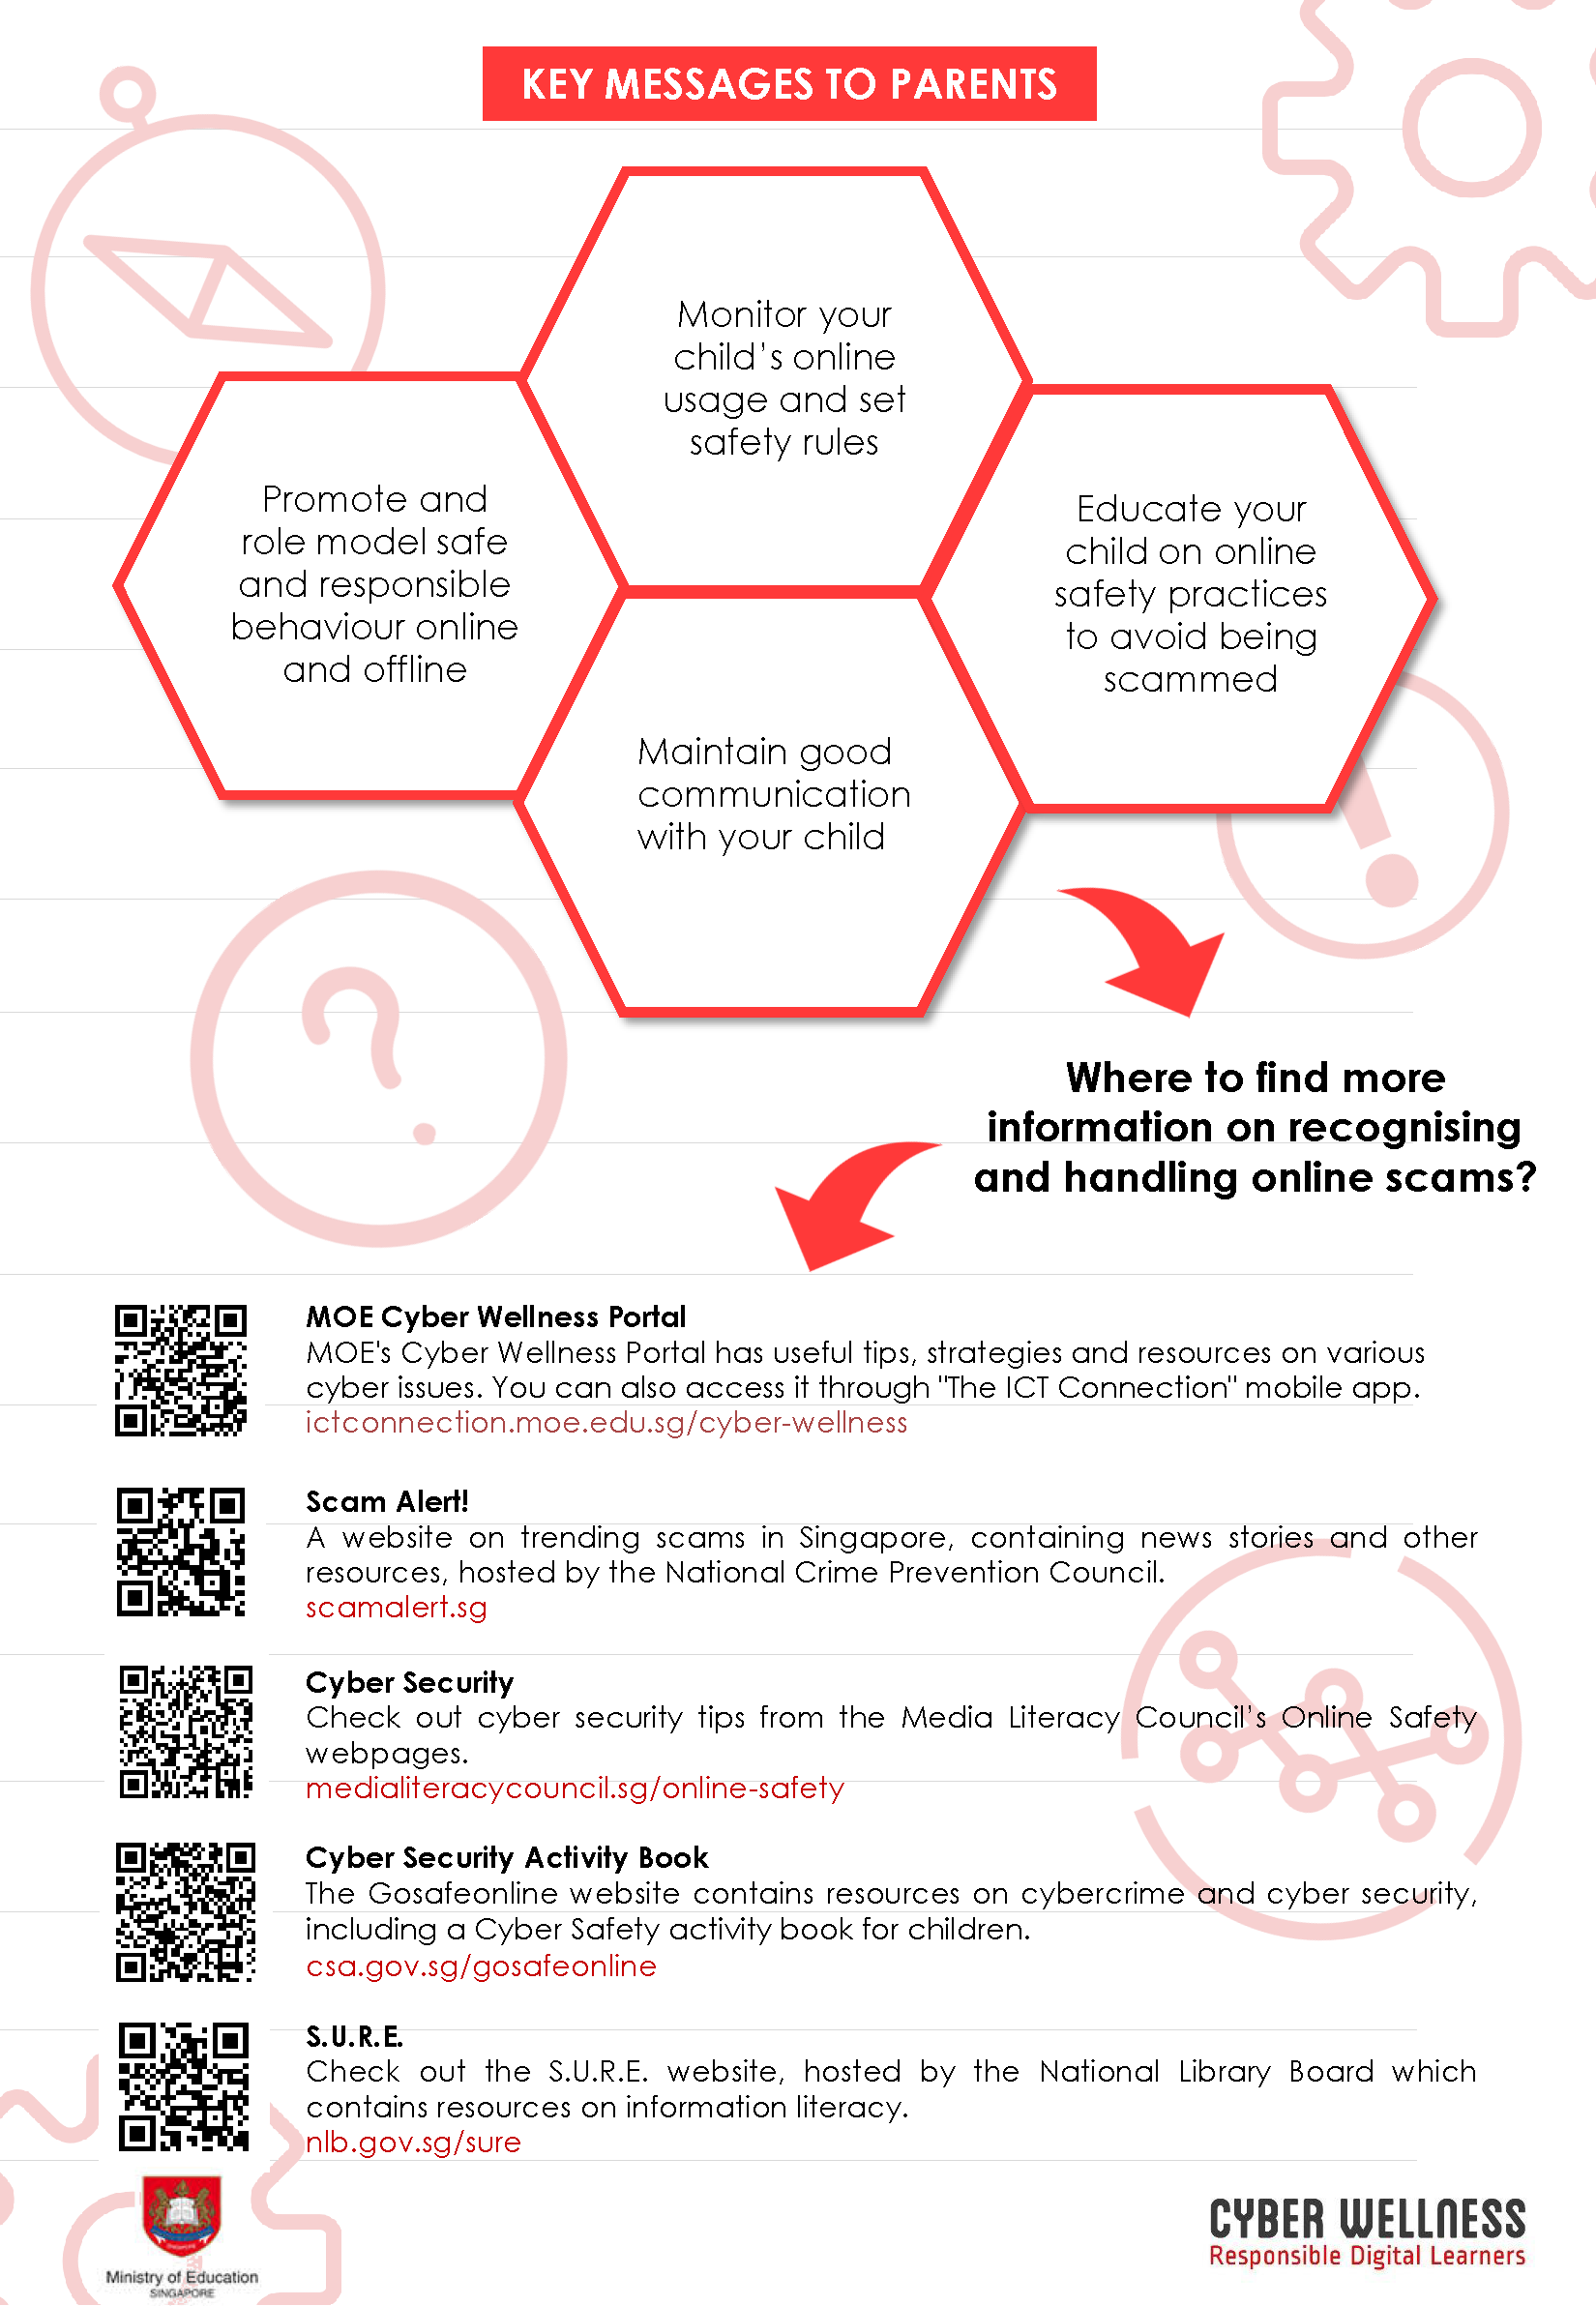 KEY MESSAGES TO PARENTS
Monitor your
child's online
usage and set
safety rules
Promote and
role model safe
and responsible
behaviour online
and offline
Educate your
child on online
safety practices
to avoid being
scammed
Maintain good
communication
with your child
Where to find more
information on recognising
and handling online scams?
MOE Cyber Wellness Portal
MOE's Cyber Wellness Portal has useful tips, strategies and resources on various
cyber issues. You can also access it through "The ICT Connection" mobile app.
ictconnection.moe.edu.sg/cyber-wellness
Scam Alert!
A website on trending scams in Singapore, containing news stories and other
resources, hosted by the National Crime Prevention Council.
scamalert.sg
Cyber Security
Check out cyber security tips from the Media Literacy Council's Online Safety
webpages.
medialiteracycouncil.sg/online-safety
Cyber Security Activity Book
The Gosafeonline website contains resources on cybercrime and cyber security,
including a Cyber Safety activity book for children.
csa.gov.sg/gosafeonline
S.U.R.E.
Check out the S.U.R.E. website, hosted by the National Library Board which
contains resources on information literacy.
nlb.gov.sg/sure
Ministry of Education
SINGAPORE
CYBER WELLNESS
Responsible Digital Learners